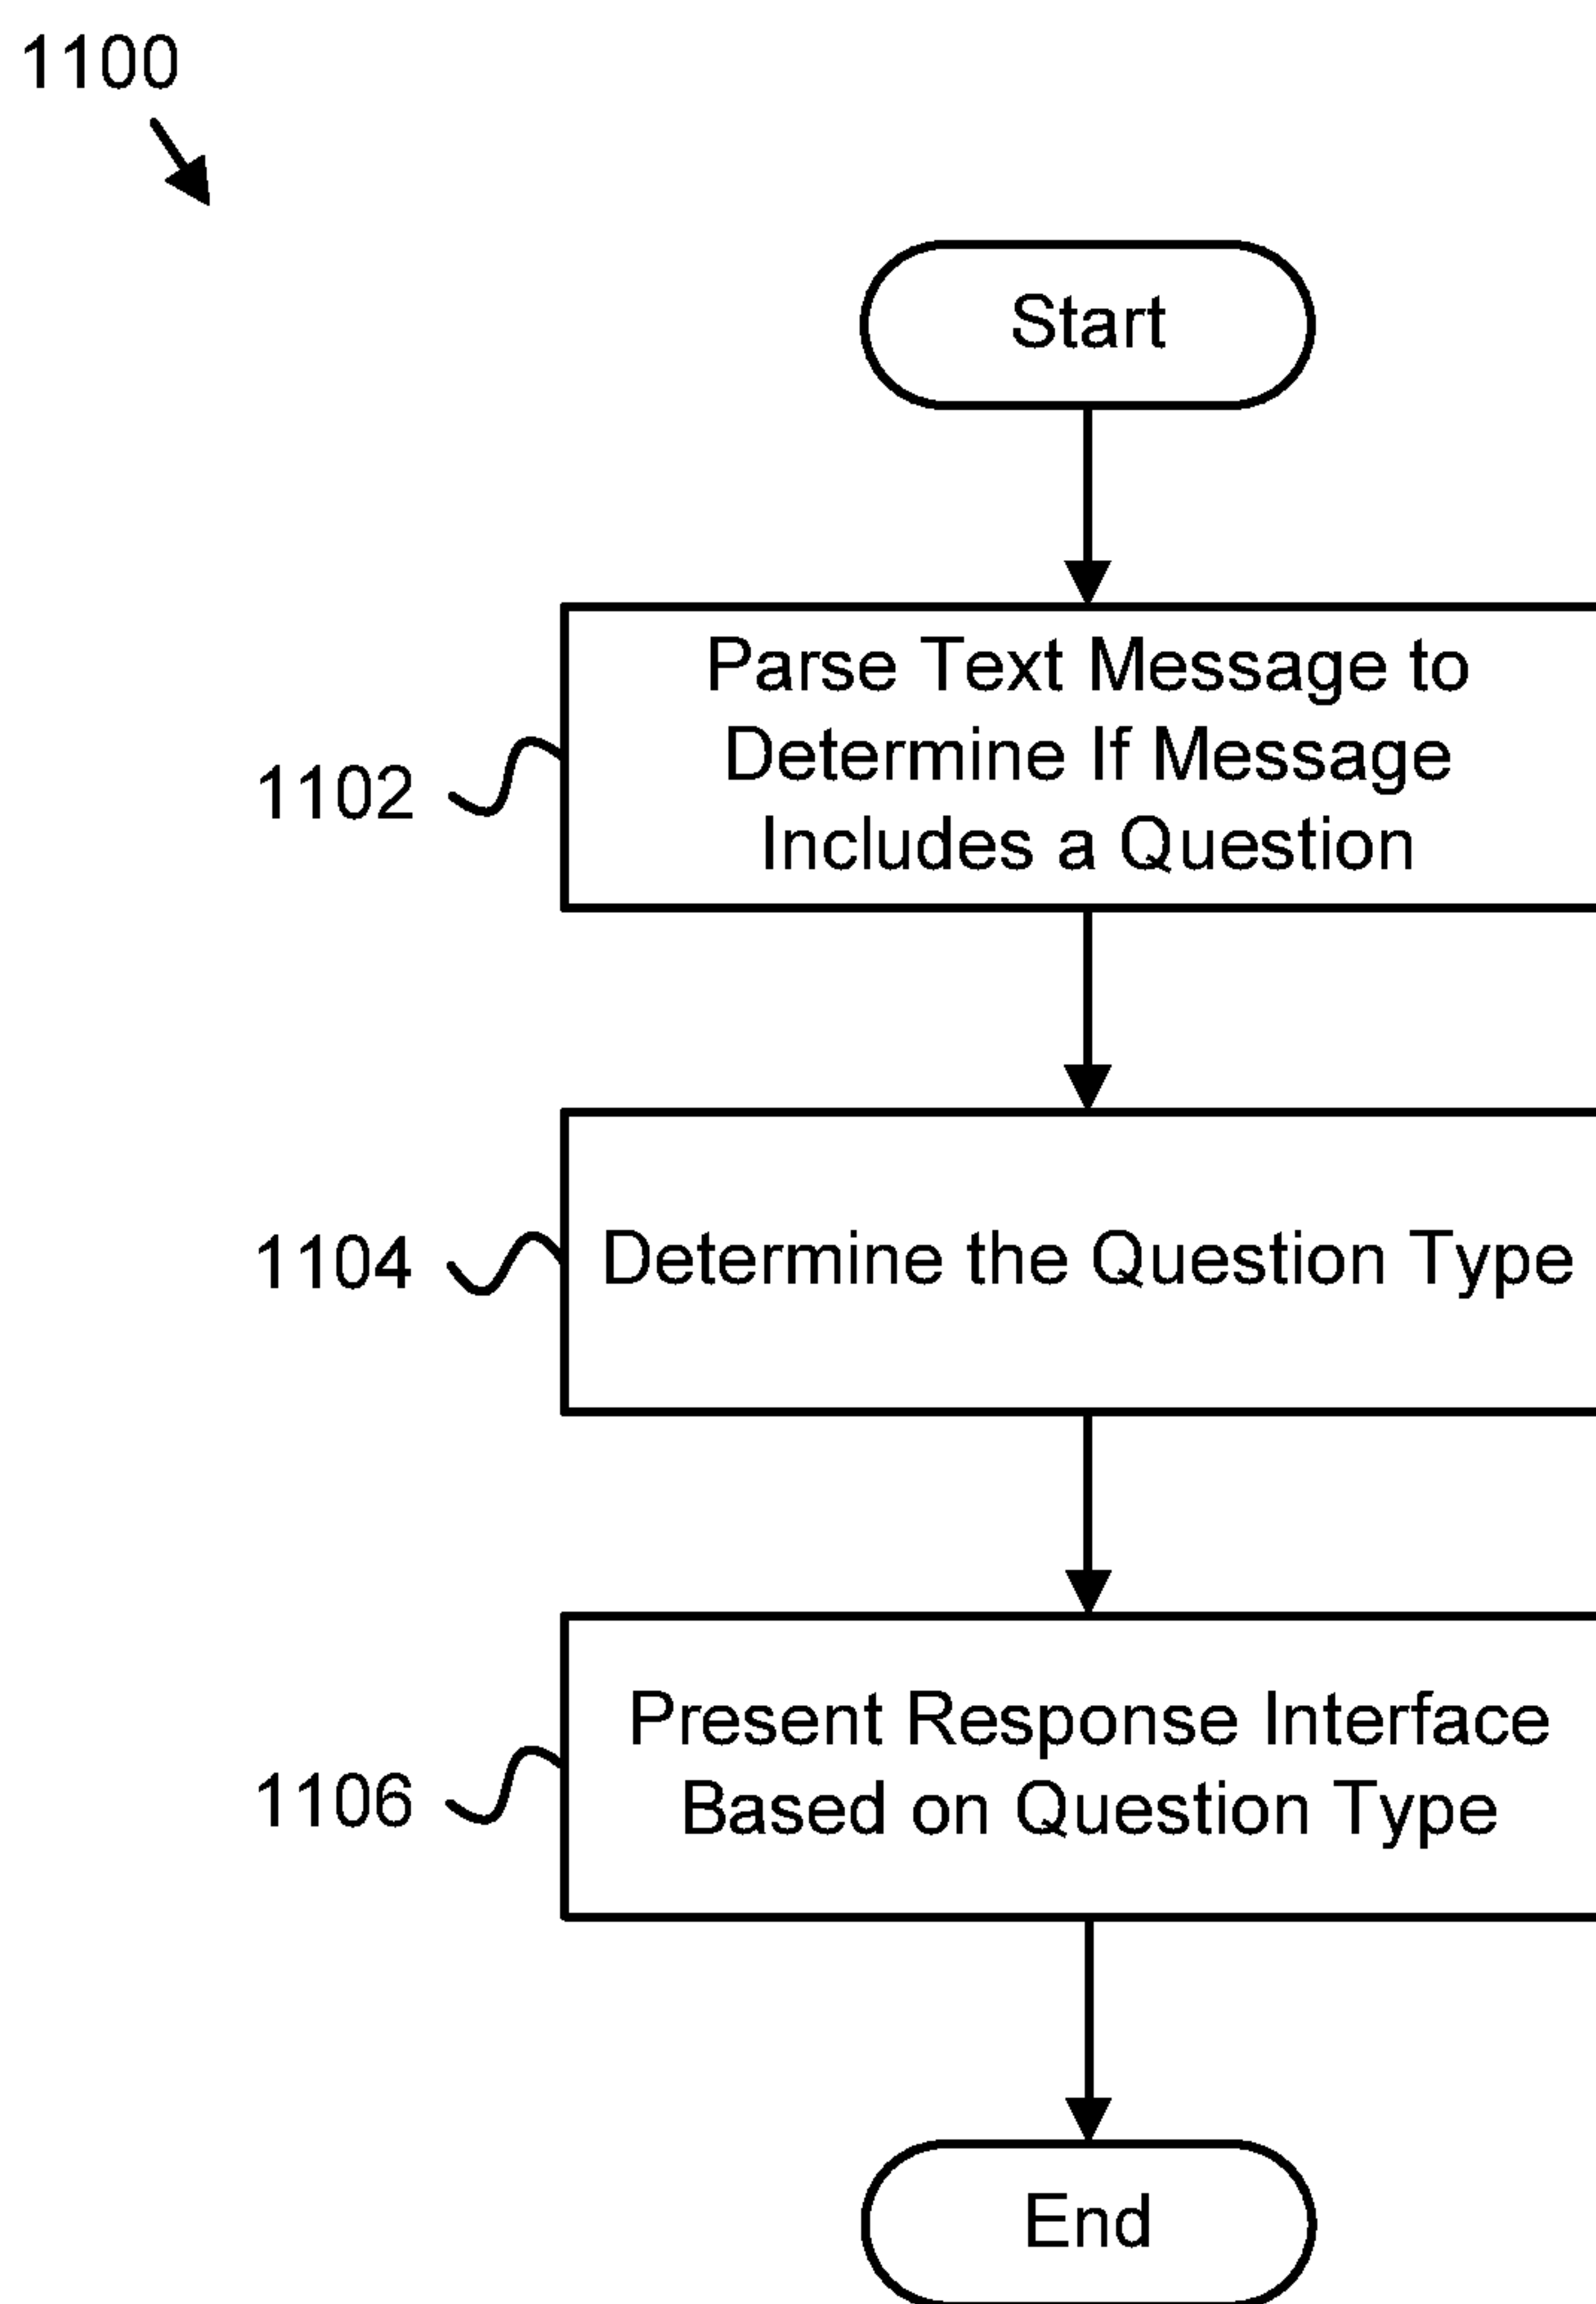 1100
Start
Parse Text Message to
Determine If Message
Includes a Question
1102
Determine the Question Type
1104
Present Response Interface
Based on Question Type
1106
End